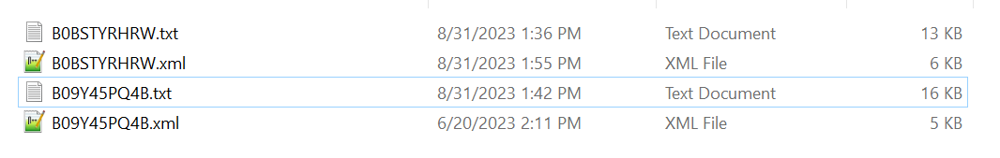 B0BSTYRHRW.txt 8/31/2023 1:36 PM Text Document 13 KB
B0BSTYRHRW.xml 8/31/2023 1:55 PM XML File 6 KB
B09Y45PQ4B.txt 8/31/2023 1:42 PM Text Document 16 KB
B09Y45PQ4B.xml 6/20/2023 2:11 PM XML File 5 KB